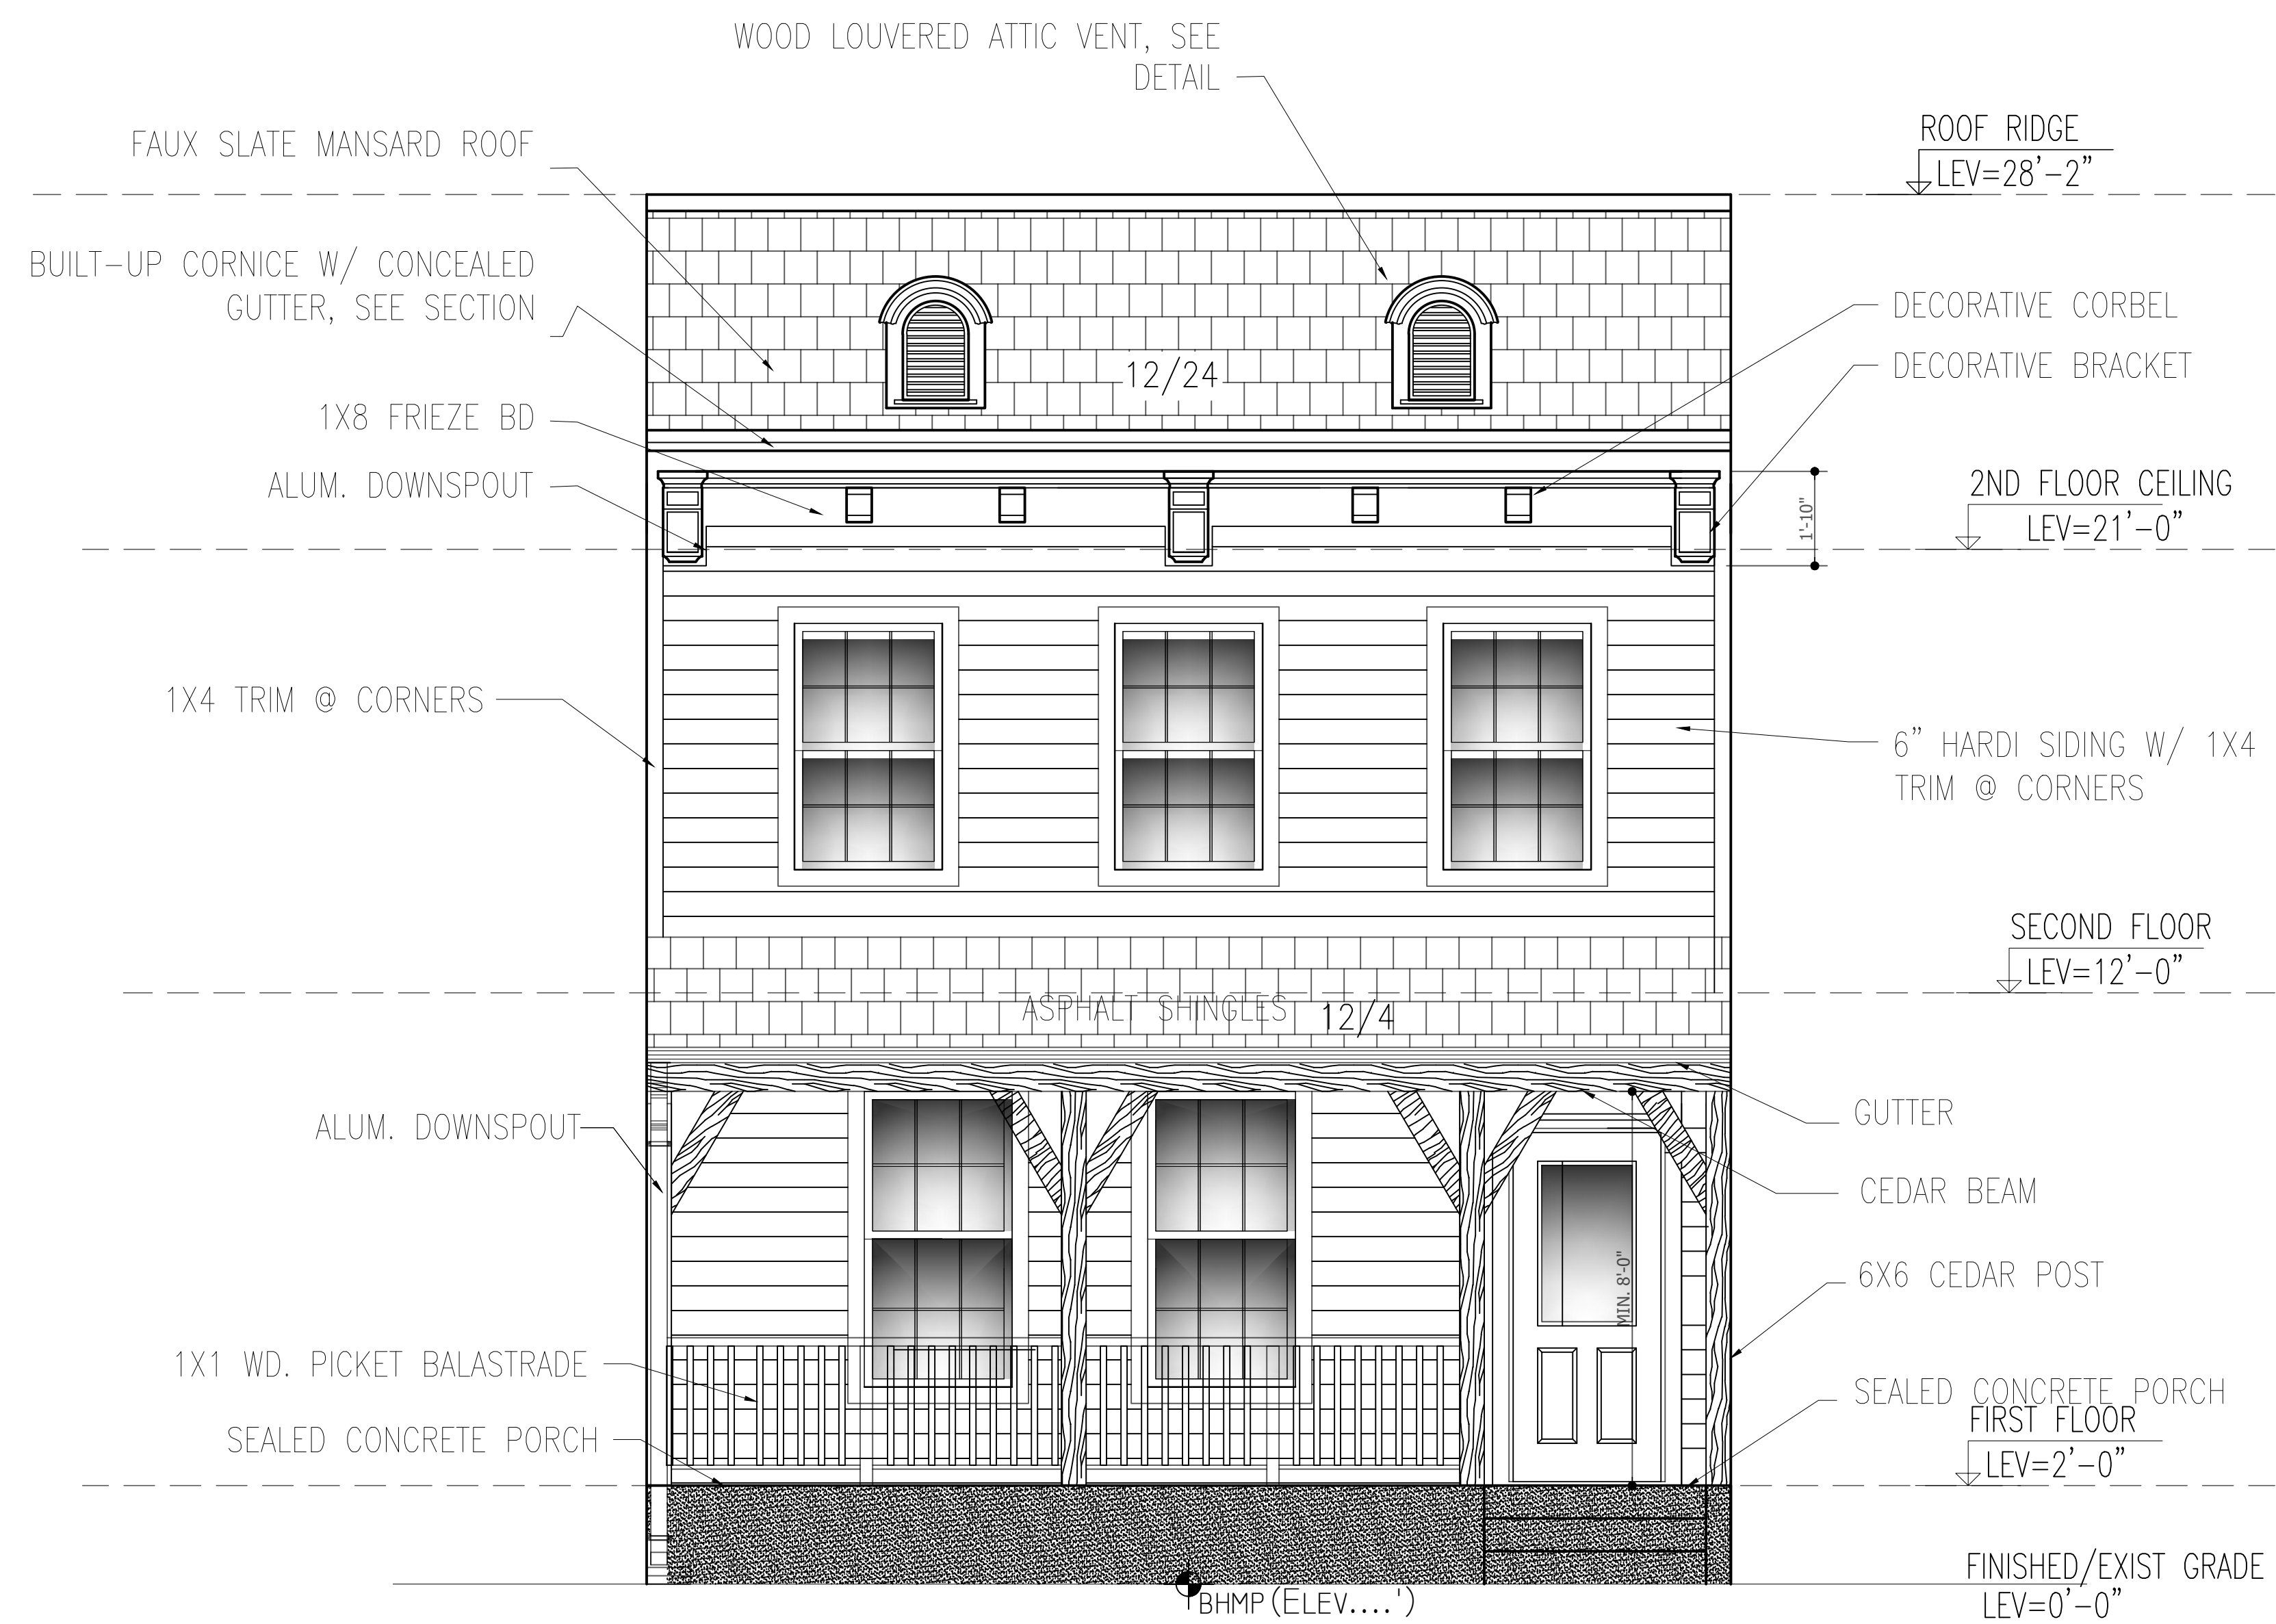 WOOD LOUVERED ATTIC VENT, SEE
DETAIL
FAUX SLATE MANSARD ROOF
BUILT-UP CORNICE W/ CONCEALED
GUTTER, SEE SECTION
1X8 FRIEZE BD
ALUM. DOWNSPOUT
1X4 TRIM @ CORNERS
ALUM. DOWNSPOUT
1X1 WD. PICKET BALASTRADE
SEALED CONCRETE PORCH
12/24
ASPHALT SHINGLES 12/4
MIN. 8'-0"
BHMP(ELEV....')
1'-10"
ROOF RIDGE
LEV=28'-2"
DECORATIVE CORBEL
DECORATIVE BRACKET
2ND FLOOR CEILING
LEV=21'-0"
6" HARDI SIDING W/ 1X4
TRIM @ CORNERS
SECOND FLOOR
LEV=12'-0"
GUTTER
CEDAR BEAM
6X6 CEDAR POST
SEALED CONCRETE PORCH
FIRST FLOOR
LEV=2'-0"
FINISHED/EXIST GRADE
LEV=0'-0"